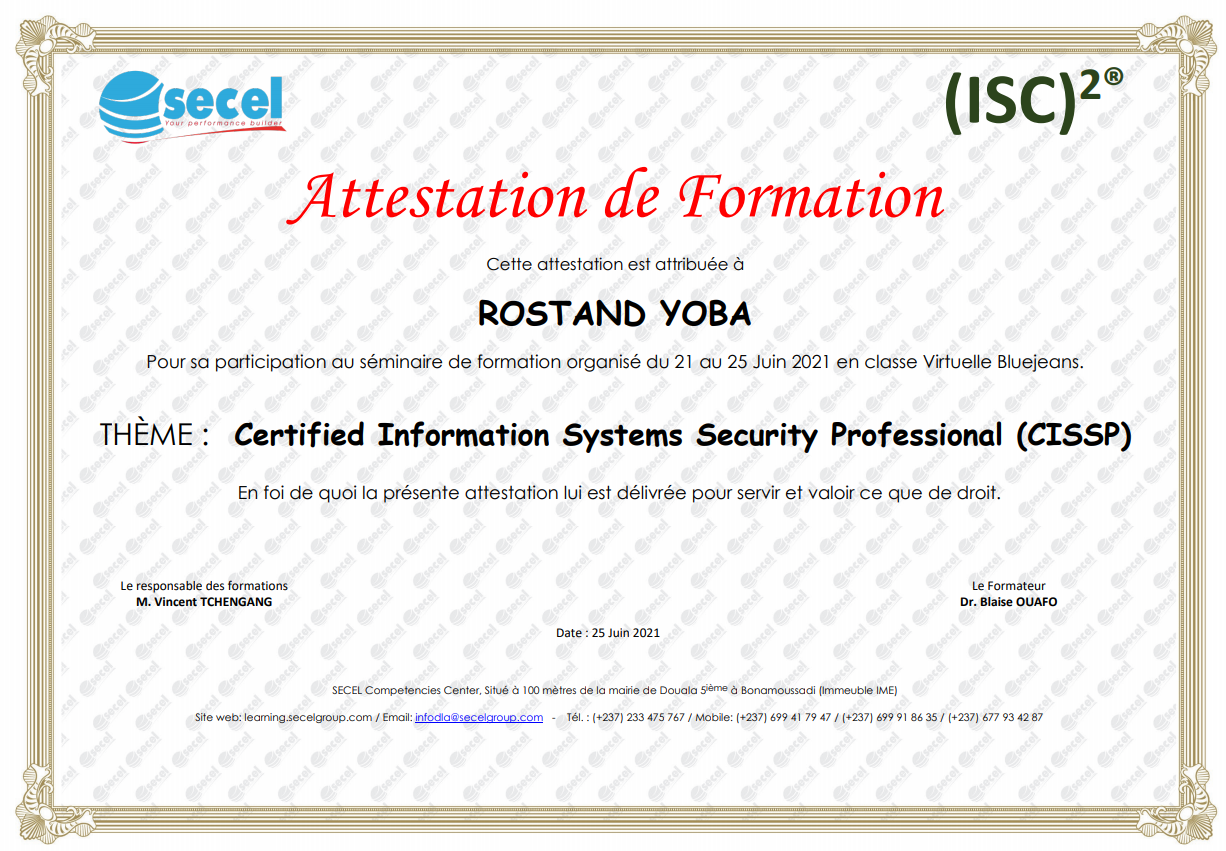 secel
Your performance builder
(ISC)2®
Attestation de Formation
Cette attestation est attribuée à
ROSTAND YOBA
Pour sa participation au séminaire de formation organisé du 21 au 25 Juin 2021 en classe Virtuelle Bluejeans.
THÈME : Certified Information Systems Security Professional (CISSP)
En foi de quoi la présente attestation lui est délivrée pour servir et valoir ce que de droit.
Le responsable des formations
M. Vincent TCHENGANG
Le Formateur
Dr. Blaise OUAFO
Date : 25 Juin 2021
SECEL Competencies Center, Situé à 100 mètres de la mairie de Douala 5ième à Bonamoussadi (Immeuble IME)
Site web: learning.secelgroup.com / Email: infodla@secelgroup.com - Tél. : (+237) 233 475 767 / Mobile: (+237) 699 41 79 47 / (+237) 699 91 86 35 / (+237) 677 93 42 87